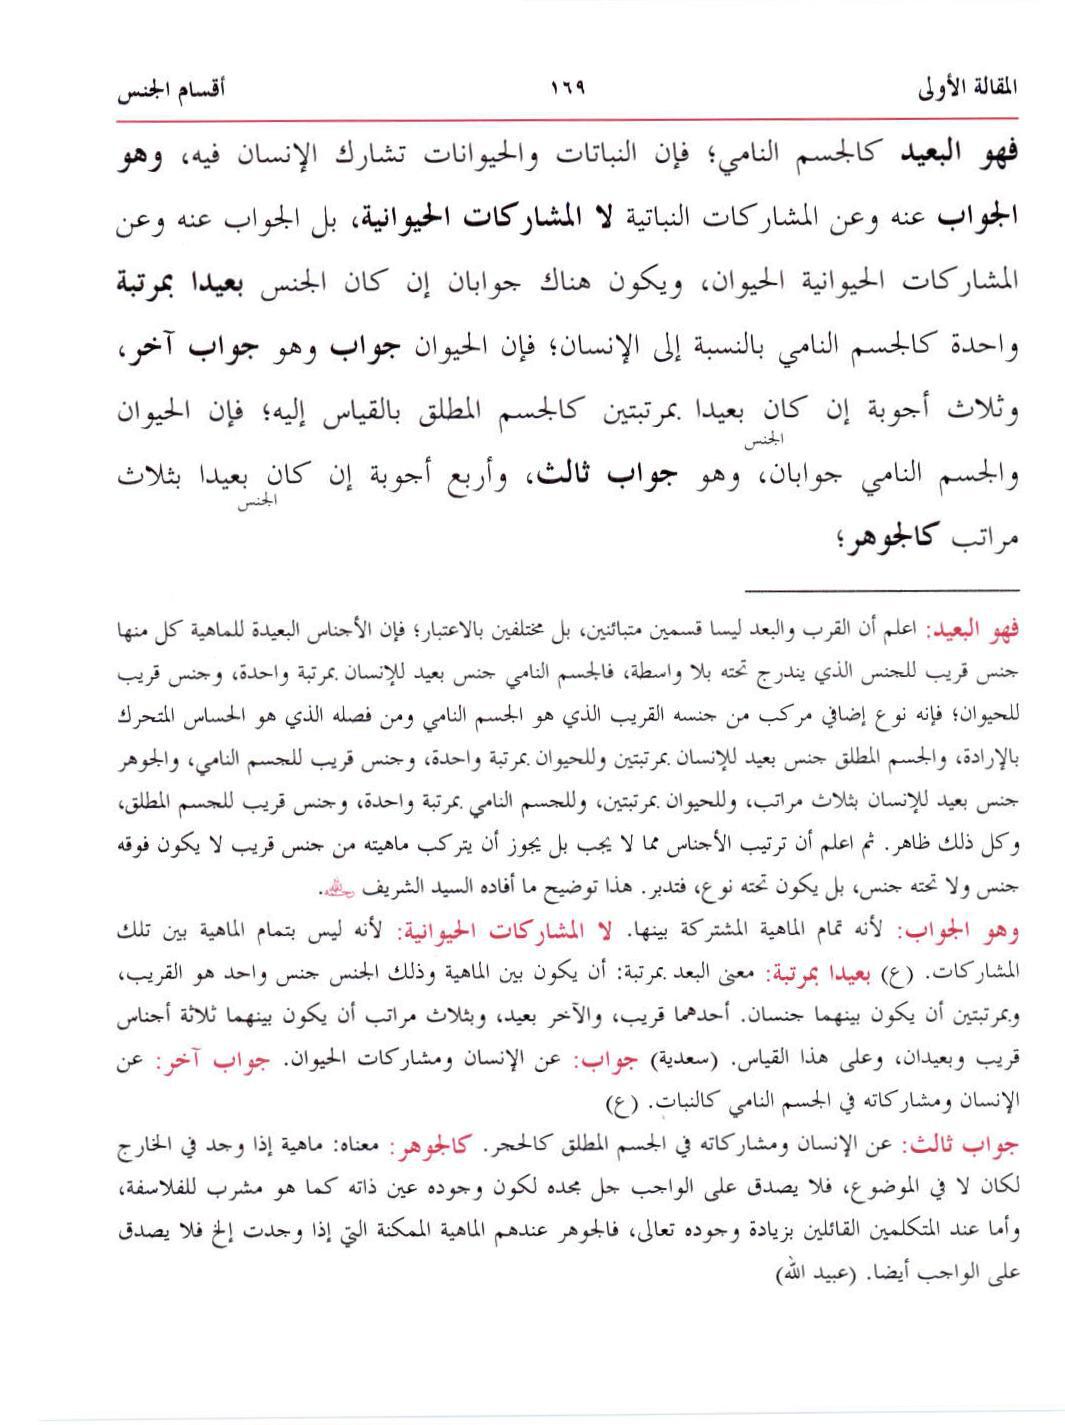 المقالة الأولى ١٦٩ أقسام الجنس
فهو البعيد كالجسم النامي؛ فإن النباتات والحيوانات تشارك الإنسان فيه، وهو
الجواب عنه وعن المشاركات النباتية لا المشاركات الحيوانية، بل الجواب عنه وعن
المشاركات الحيوانية الحيوان، ويكون هناك جوابان إن كان الجنس بعيدا بمرتبة
واحدة كالجسم النامي بالنسبة إلى الإنسان؛ فإن الحيوان جواب وهو جواب آخر،
وثلاث أجوبة إن كان بعيدا بمرتبتين كالجسم المطلق بالقياس إليه؛ فإن الحيوان
الجنس
والجسم النامي جوابان، وهو جواب ثالث، وأربع أجوبة إن كان بعيدا بثلاث
الجنس
مراتب كالجوهر؛
فهو البعيد: اعلم أن القرب والبعد ليسا قسمين متبائنين، بل مختلفين بالاعتبار؛ فإن الأجناس البعيدة للماهية كل منها
جنس قريب للجنس الذي يندرج تحته بلا واسطة، فالجسم النامي جنس بعيد للإنسان بمرتبة واحدة، وجنس قريب
للحيوان؛ فإنه نوع إضافي مركب من جنسه القريب الذي هو الجسم النامي ومن فصله الذي هو الحساس المتحرك
بالإرادة، والجسم المطلق جنس بعيد للإنسان بمرتبتين وللحيوان بمرتبة واحدة، وجنس قريب للجسم النامي، والجوهر
جنس بعيد للإنسان بثلاث مراتب، وللحيوان بمرتبتين، وللجسم النامي بمرتبة واحدة، وجنس قريب للجسم المطلق،
وكل ذلك ظاهر. ثم اعلم أن ترتيب الأجناس مما لا يجب بل يجوز أن يتركب ماهيته من جنس قريب لا يكون فوقه
جنس ولا تحته جنس، بل يكون تحته نوع، فتدبر. هذا توضيح ما أفاده السيد الشريف رحمه الله.
وهو الجواب: لأنه تمام الماهية المشتركة بينها. لا المشاركات الحيوانية: لأنه ليس بتمام الماهية بين تلك
المشاركات. (ع) بعيدا بمرتبة: معنى البعد بمرتبة: أن يكون بين الماهية وذلك الجنس جنس واحد هو القريب،
وبمرتبتين أن يكون بينهما جنسان. أحدهما قريب، والآخر بعيد، وبثلاث مراتب أن يكون بينهما ثلاثة أجناس
قريب وبعيدان، وعلى هذا القياس. (سعدية) جواب: عن الإنسان ومشاركات الحيوان. جواب آخر: عن
الإنسان ومشاركاته في الجسم النامي كالنبات. (ع)
جواب ثالث: عن الإنسان ومشاركاته في الجسم المطلق كالحجر. كالجوهر: معناه: ماهية إذا وجد في الخارج
لكان لا في الموضوع، فلا يصدق على الواجب جل مجده لكون وجوده عين ذاته كما هو مشرب للفلاسفة،
وأما عند المتكلمين القائلين بزيادة وجوده تعالى، فالجوهر عندهم الماهية الممكنة التي إذا وجدت إلخ فلا يصدق
على الواجب أيضا. (عبيد الله)